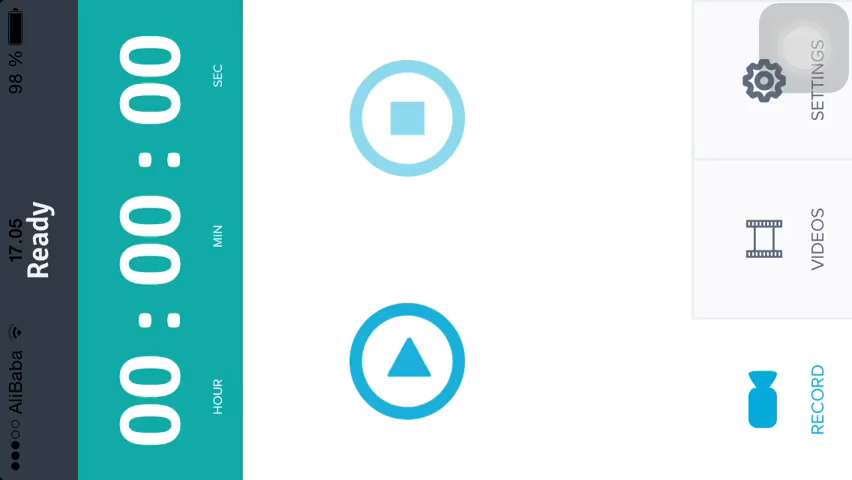 AliBaba 17.05 98 %
Ready
00 : 00 : 00
HOUR MIN SEC
RECORD VIDEOS SETTINGS